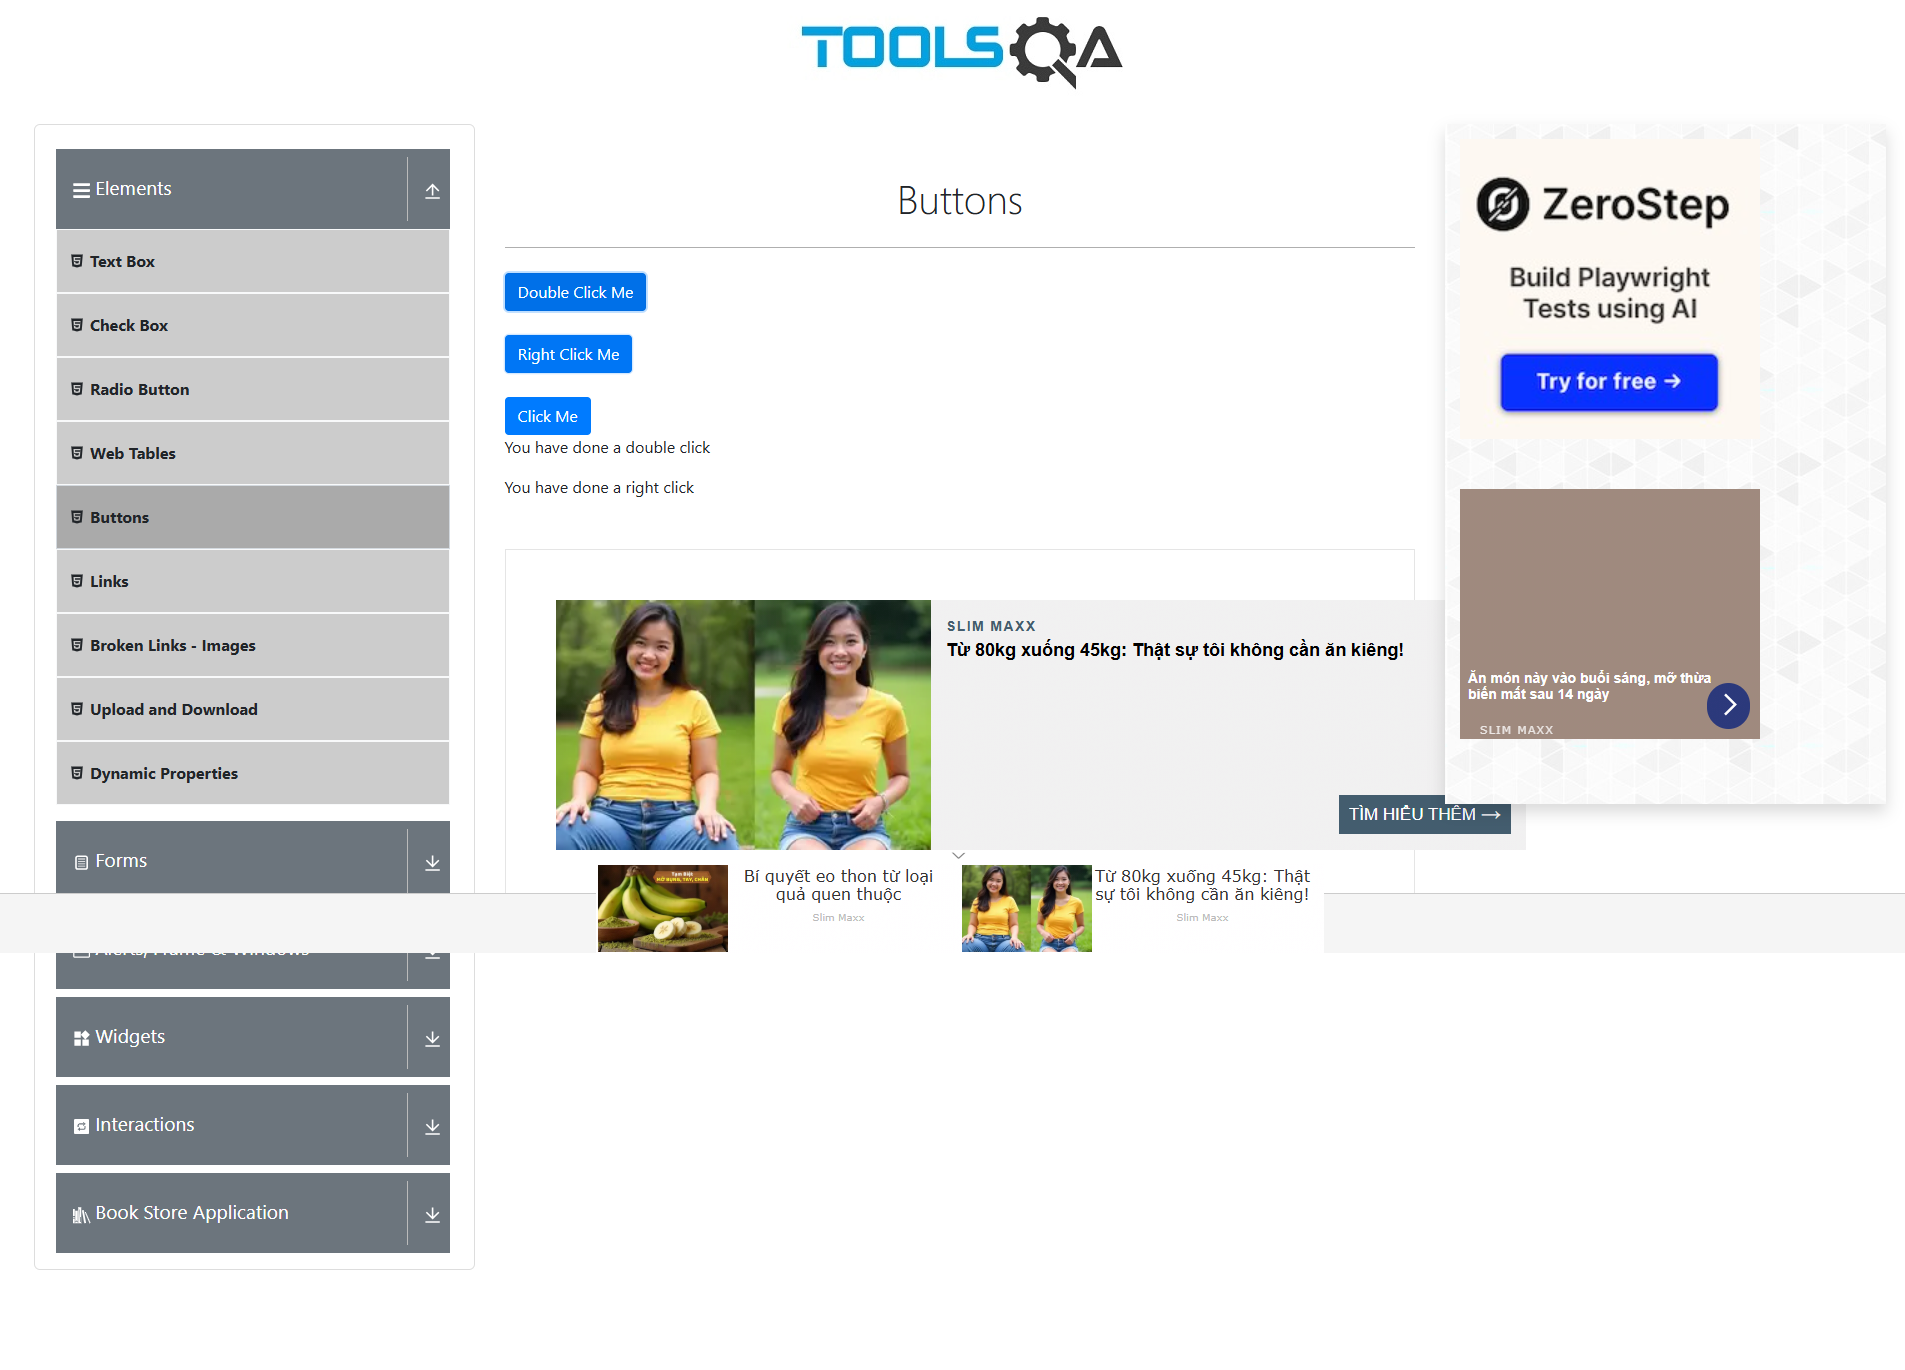 TOOLSQA
Elements
Text Box
Check Box
Radio Button
Web Tables
Buttons
Links
Broken Links - Images
Upload and Download
Dynamic Properties
Forms
Alerts, Frame & Windows
Widgets
Interactions
Book Store Application
Buttons
Double Click Me
Right Click Me
Click Me
You have done a double click
You have done a right click
SLIM MAXX
Từ 80kg xuống 45kg: Thật sự tôi không cần ăn kiêng!
TÌM HIỂU THÊM →
Bí quyết eo thon từ loại
quả quen thuộc
Slim Maxx
Từ 80kg xuống 45kg: Thật
sự tôi không cần ăn kiêng!
Slim Maxx
ZeroStep
Build Playwright
Tests using AI
Try for free →
Ăn món này vào buổi sáng, mỡ thừa
biến mất sau 14 ngày
SLIM MAXX